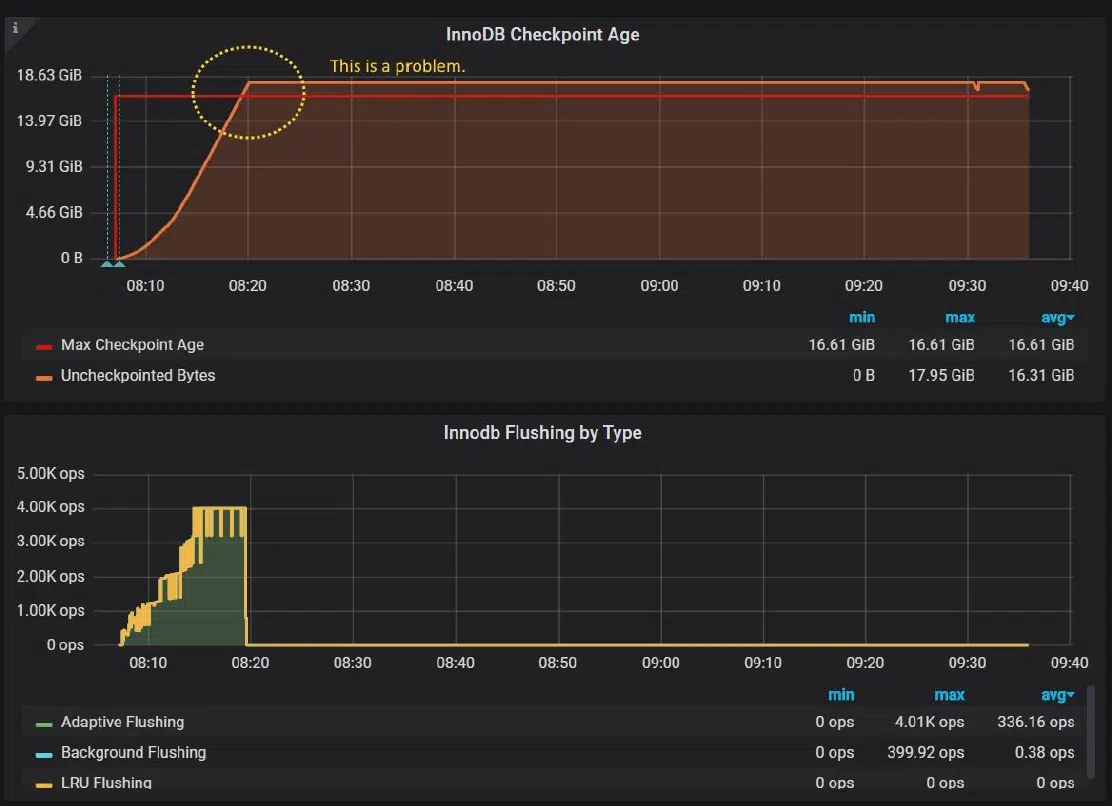 i
InnoDB Checkpoint Age
This is a problem.
18.63 GiB
13.97 GiB
9.31 GiB
4.66 GiB
0 B
08:10 08:20 08:30 08:40 08:50 09:00 09:10 09:20 09:30 09:40
min max avg
Max Checkpoint Age 16.61 GiB 16.61 GiB 16.61 GiB
Uncheckpointed Bytes 0 B 17.95 GiB 16.31 GiB
Innodb Flushing by Type
5.00K ops
4.00K ops
3.00K ops
2.00K ops
1.00K ops
0 ops
08:10 08:20 08:30 08:40 08:50 09:00 09:10 09:20 09:30 09:40
min max avg
Adaptive Flushing 0 ops 4.01K ops 336.16 ops
Background Flushing 0 ops 399.92 ops 0.38 ops
LRU Flushing 0 ops 0 ops 0 ops